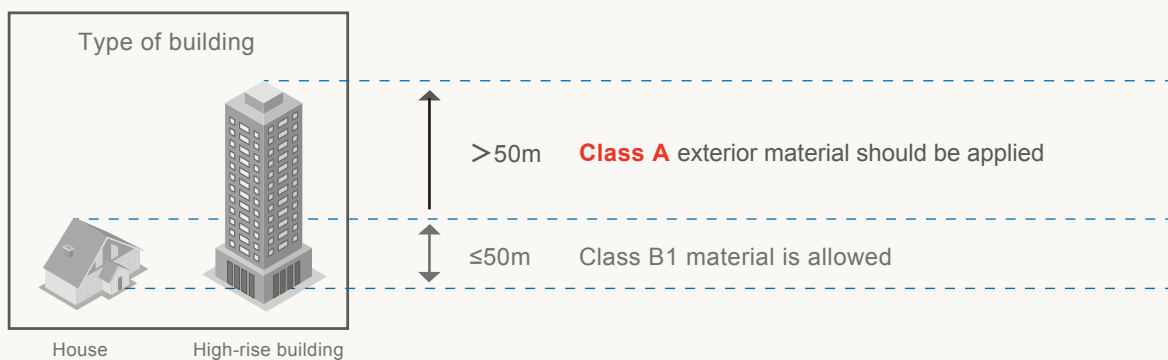 Type of building
>50m Class A exterior material should be applied
≤50m Class B1 material is allowed
House High-rise building